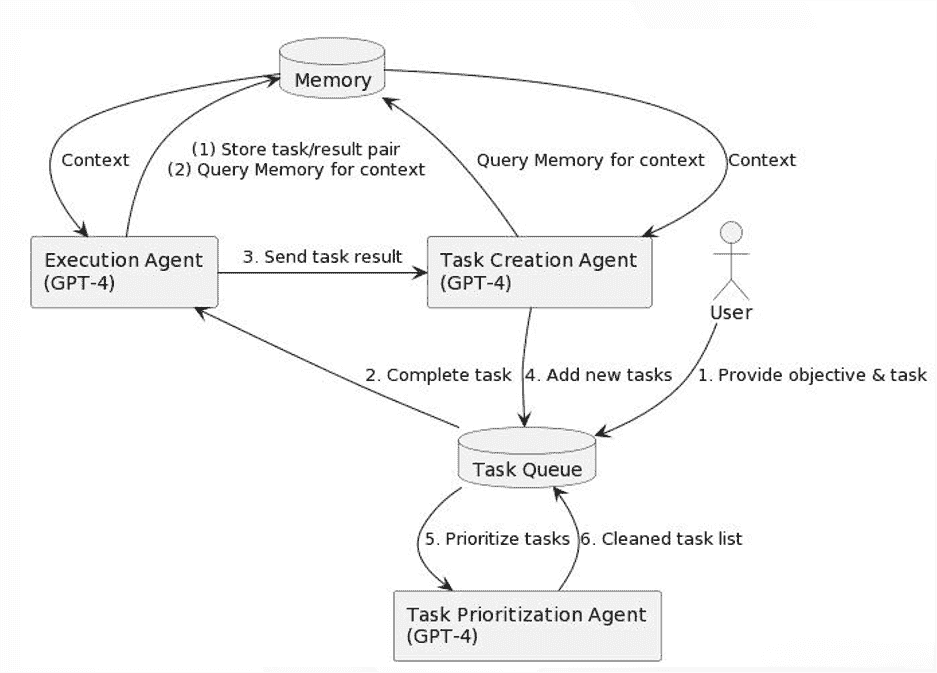 Memory
Context
(1) Store task/result pair
(2) Query Memory for context
Query Memory for context
Context
Execution Agent
(GPT-4)
3. Send task result
Task Creation Agent
(GPT-4)
User
2. Complete task
4. Add new tasks
1. Provide objective & task
Task Queue
5. Prioritize tasks
6. Cleaned task list
Task Prioritization Agent
(GPT-4)